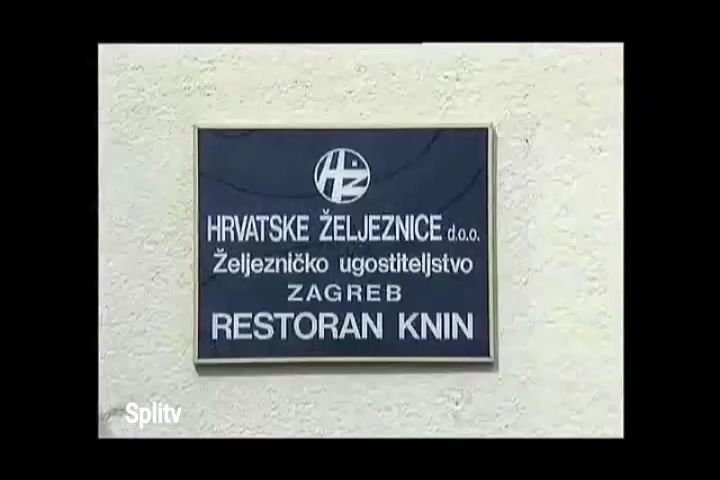 HŽ
HRVATSKE ŽELJEZNICE d.o.o.
Željezničko ugostiteljstvo
ZAGREB
RESTORAN KNIN
Splitv